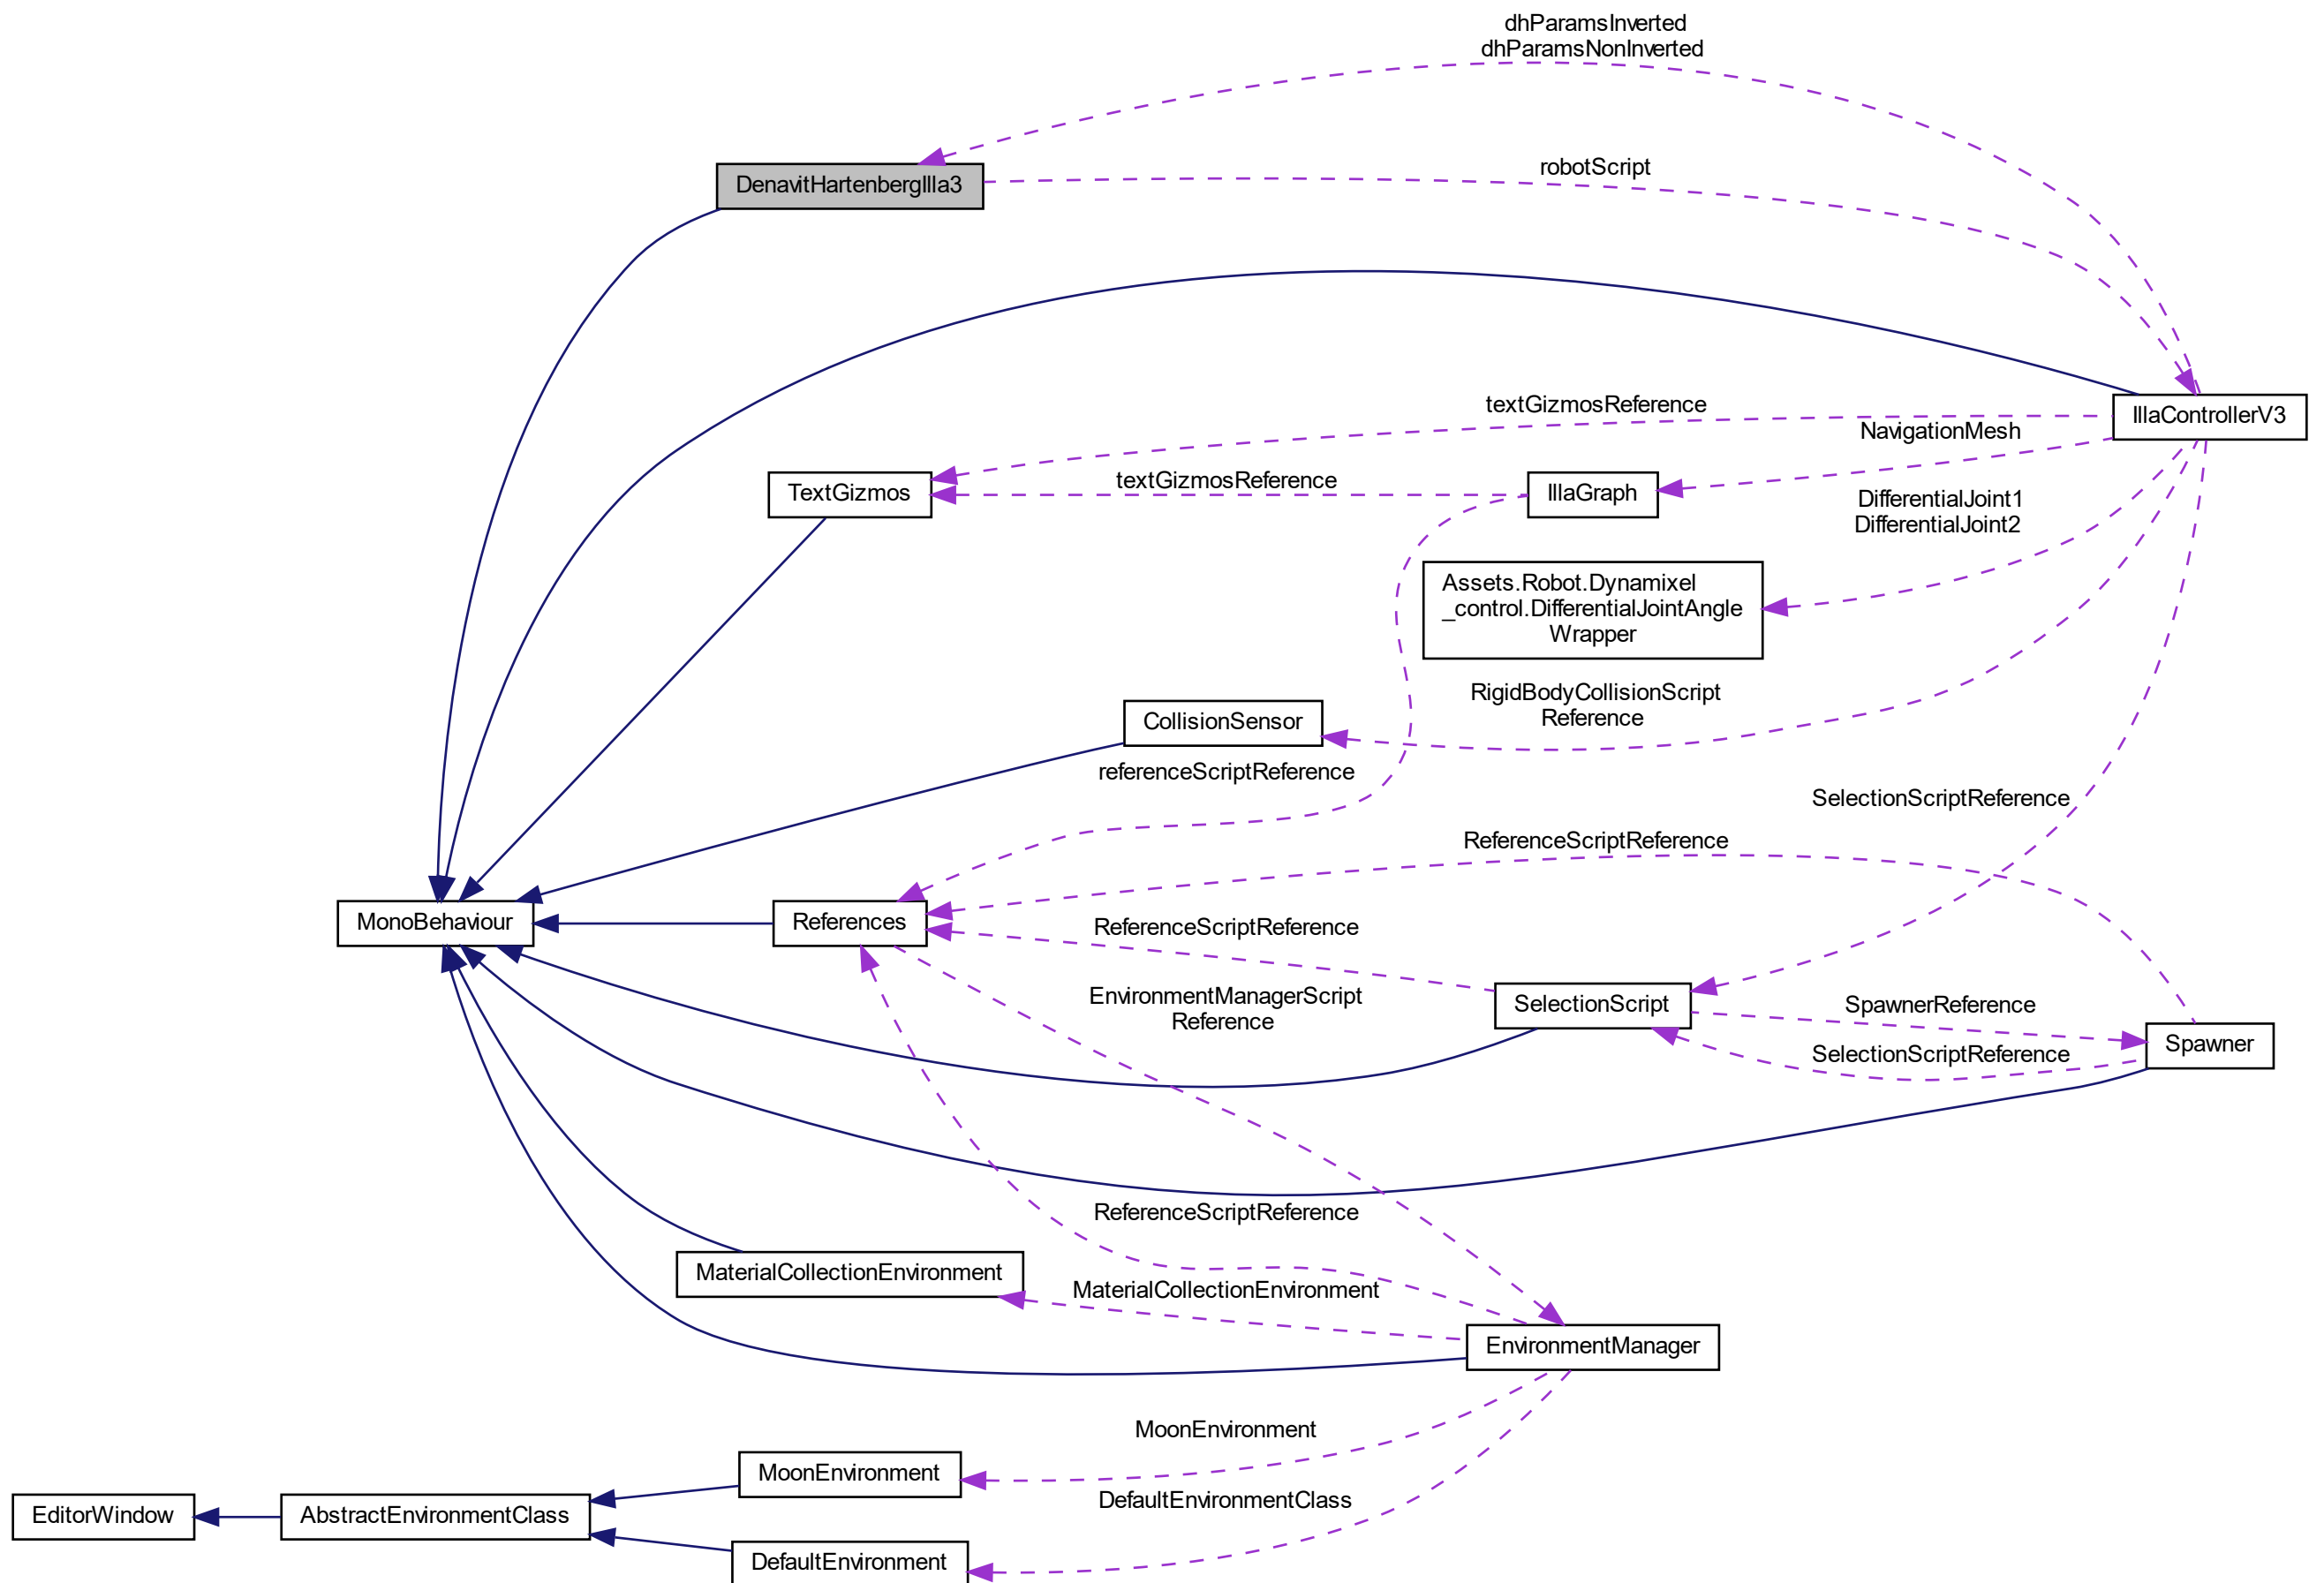 dhParamsInverted
dhParamsNonInverted
robotScript
DenavitHartenbergIlla3
textGizmosReference
IllaControllerV3
NavigationMesh
TextGizmos
textGizmosReference
IllaGraph
DifferentialJoint1
DifferentialJoint2
Assets.Robot.Dynamixel
_control.DifferentialJointAngle
Wrapper
RigidBodyCollisionScript
Reference
CollisionSensor
referenceScriptReference
SelectionScriptReference
ReferenceScriptReference
MonoBehaviour
References
ReferenceScriptReference
EnvironmentManagerScript
Reference
SelectionScript
SpawnerReference
Spawner
SelectionScriptReference
ReferenceScriptReference
MaterialCollectionEnvironment
MaterialCollectionEnvironment
EnvironmentManager
MoonEnvironment
MoonEnvironment
DefaultEnvironmentClass
EditorWindow
AbstractEnvironmentClass
DefaultEnvironment